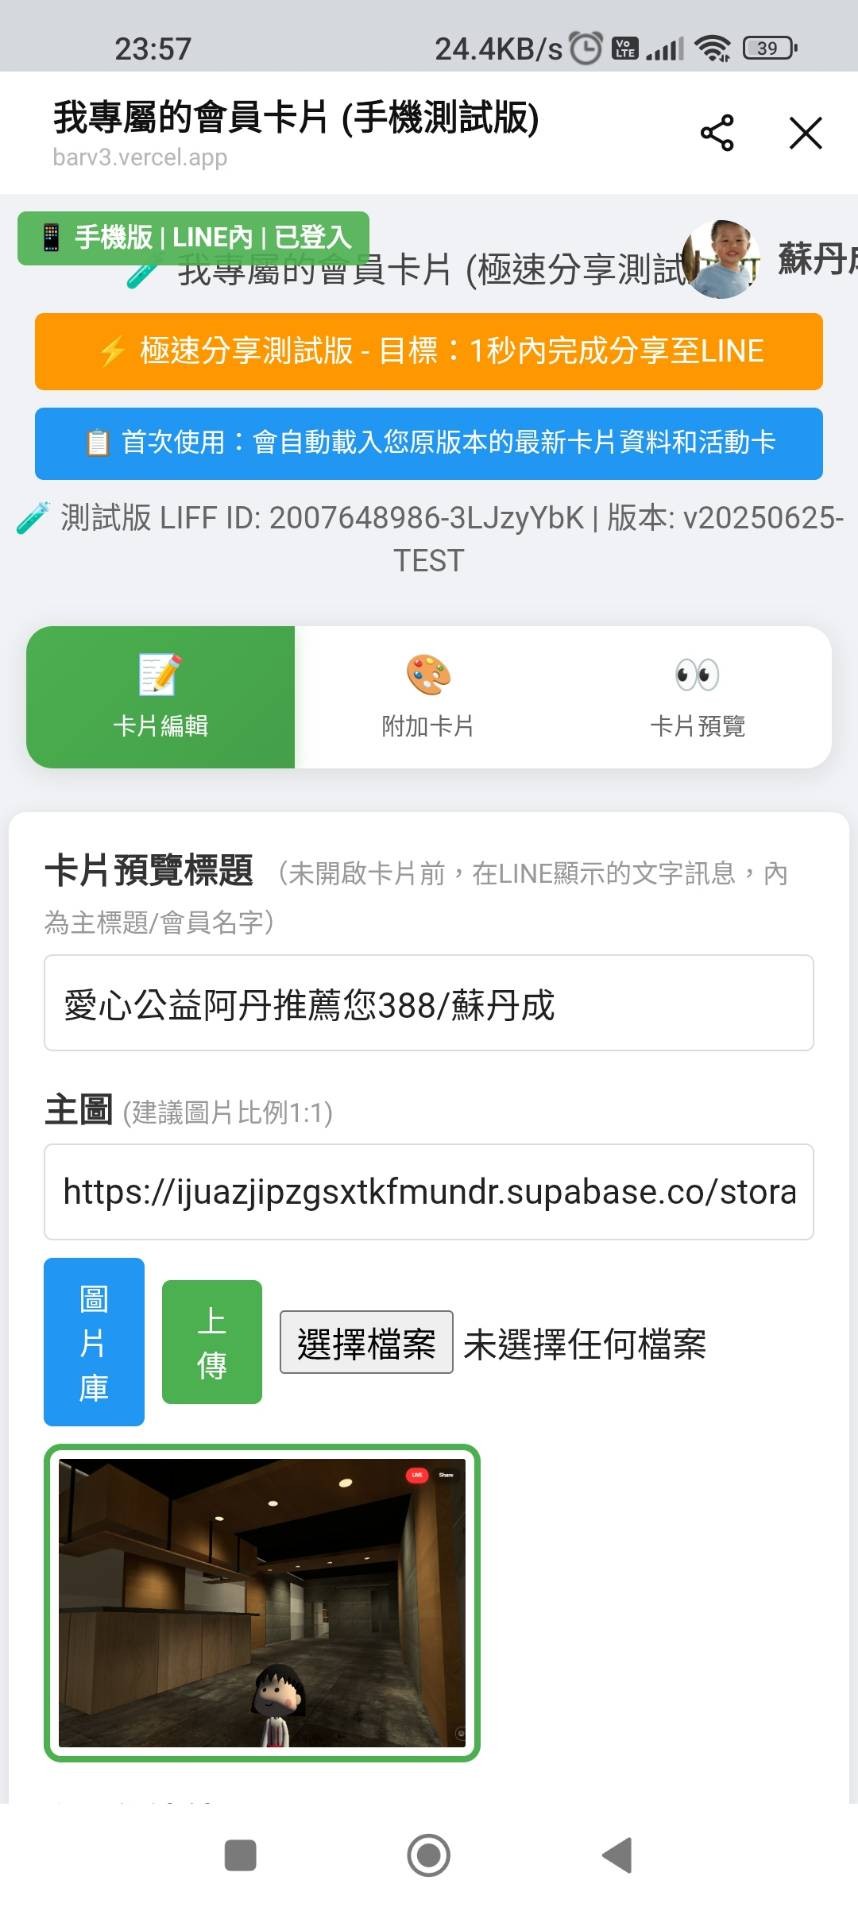 23:57
24.4KB/s
Vo LTE
39
我專屬的會員卡片 (手機測試版)
barv3.vercel.app
手機版 | LINE內 | 已登入
我專屬的會員卡片 (極速分享測試
蘇丹成
極速分享測試版 - 目標：1秒內完成分享至LINE
首次使用：會自動載入您原版本的最新卡片資料和活動卡
測試版 LIFF ID: 2007648986-3LJzyYbK | 版本: v20250625-
TEST
卡片編輯
附加卡片
卡片預覽
卡片預覽標題 （未開啟卡片前，在LINE顯示的文字訊息，內
為主標題/會員名字）
愛心公益阿丹推薦您388/蘇丹成
主圖 (建議圖片比例1:1)
https://ijuazjipzgsxtkfmundr.supabase.co/stora
圖片庫
上傳
選擇檔案 未選擇任何檔案
LIVE
Share